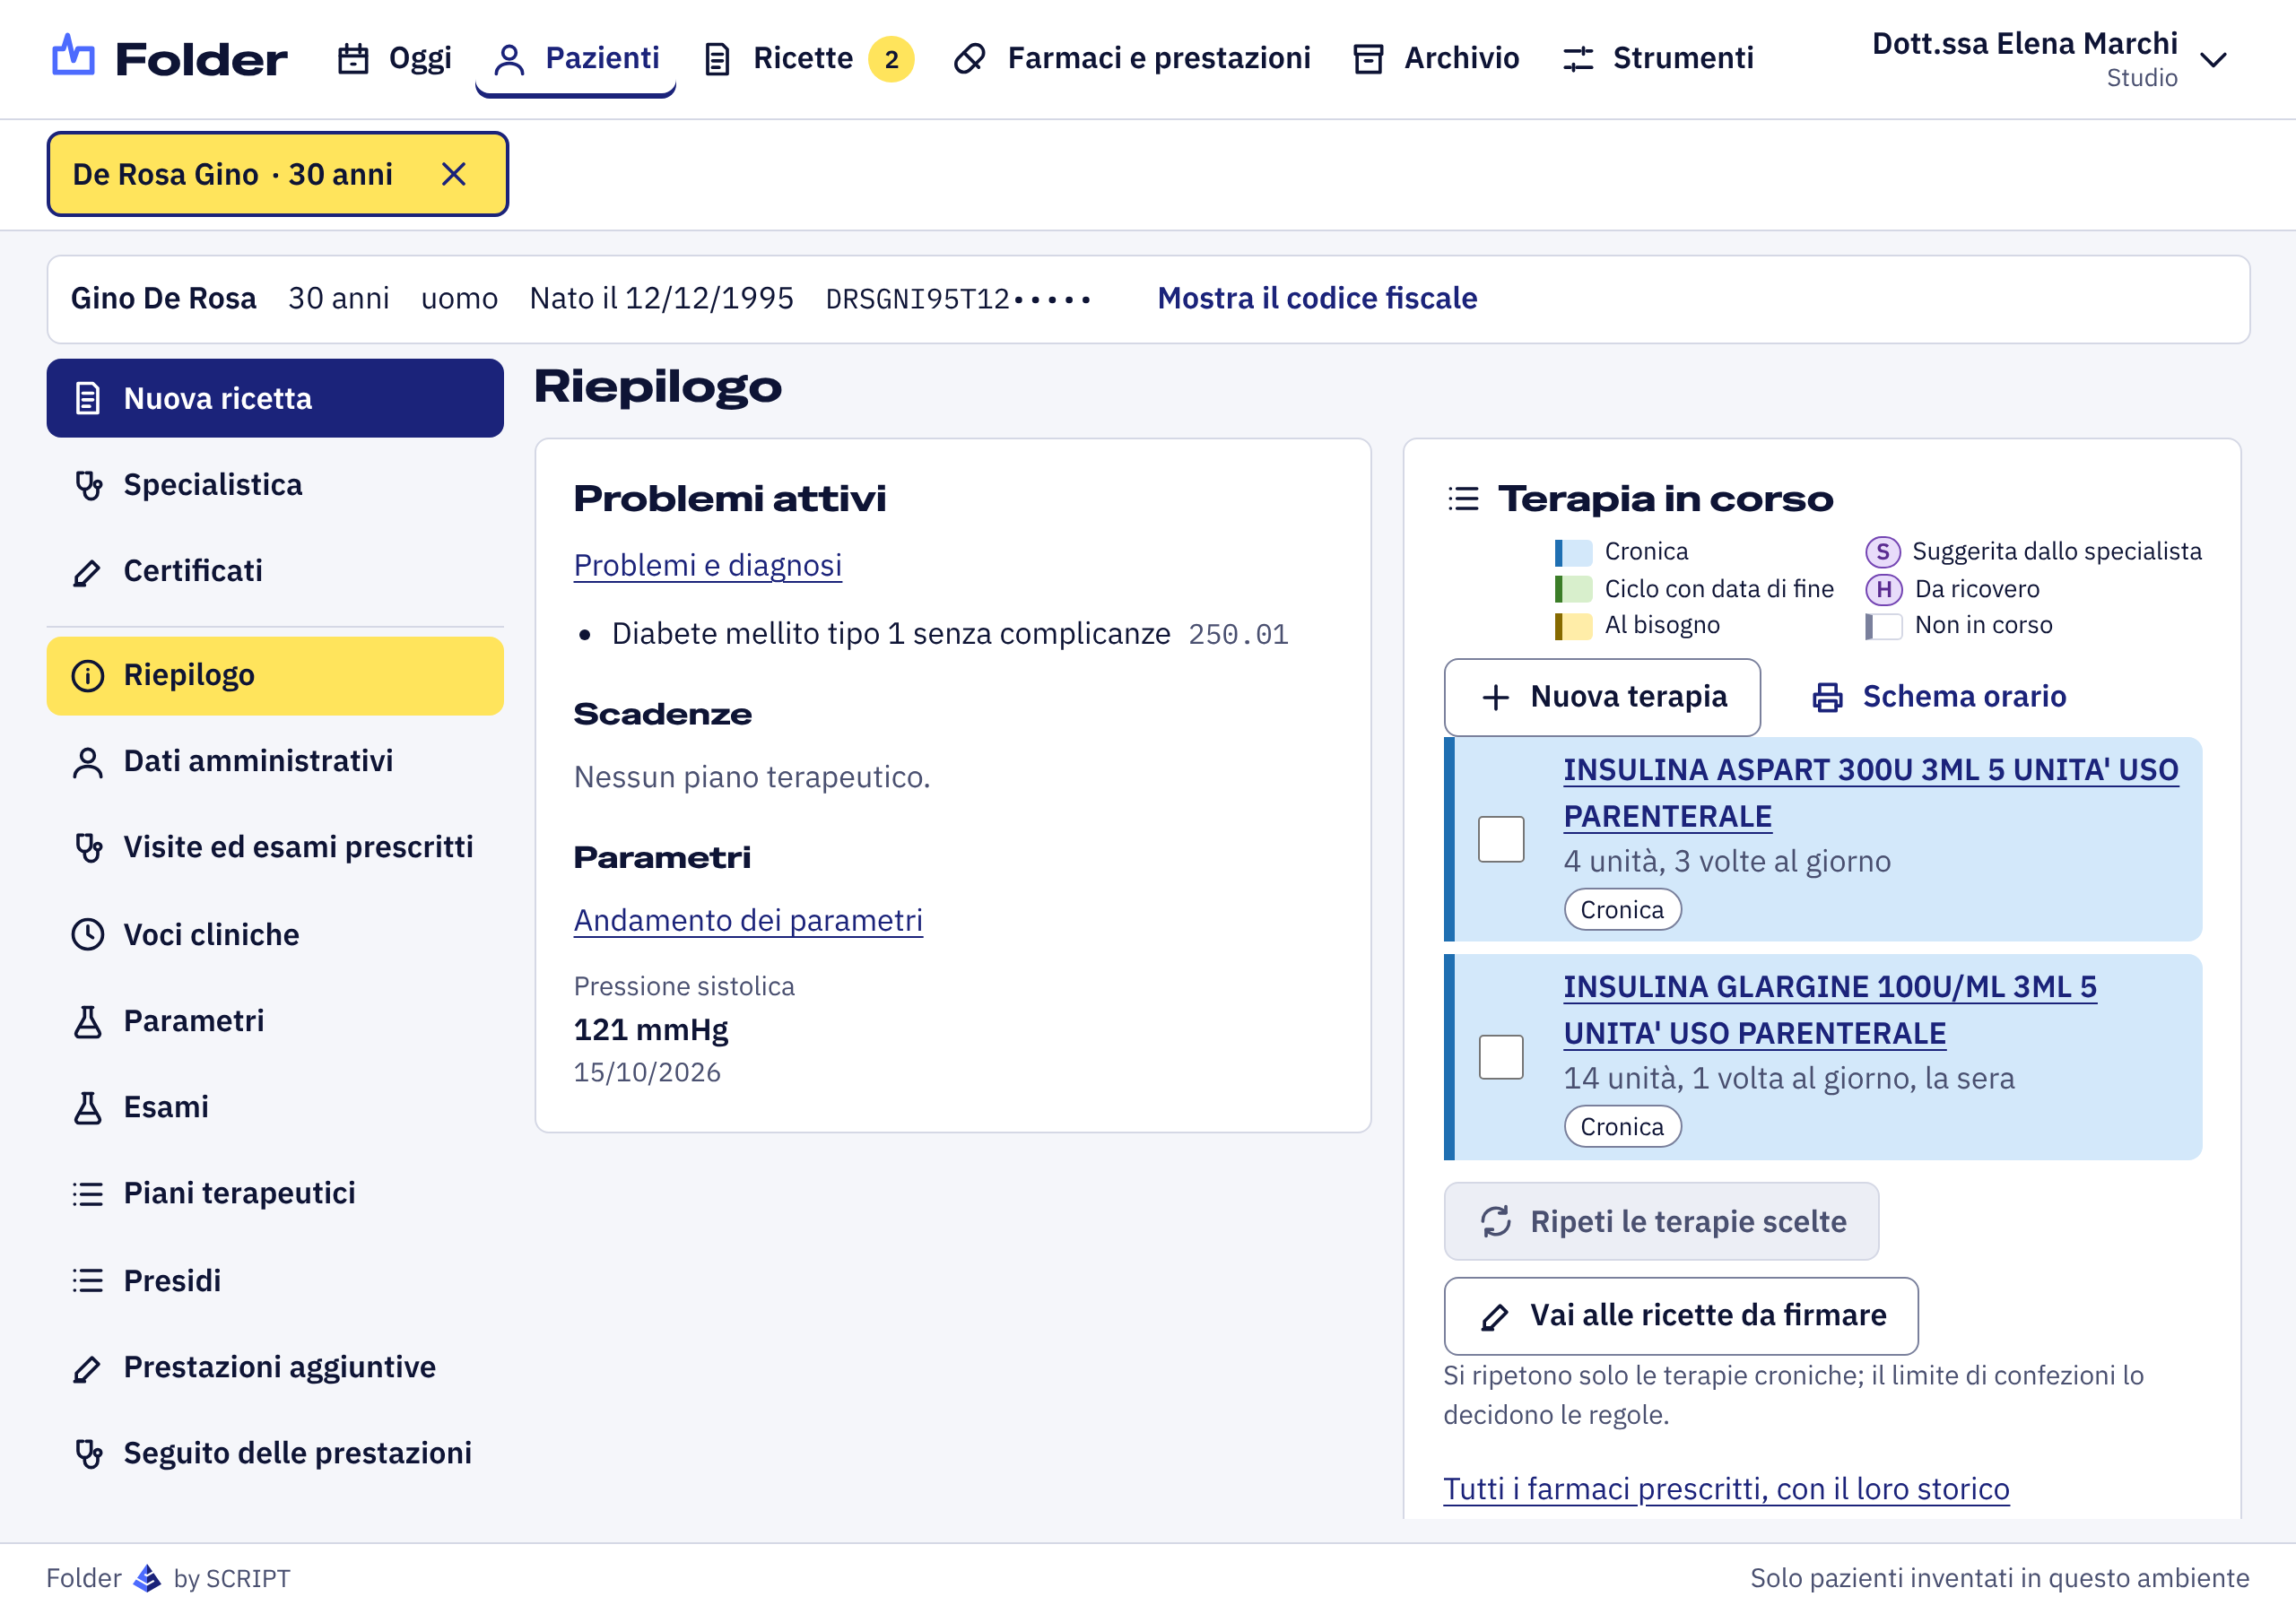 Folder
Oggi
Pazienti
Ricette 2
Farmaci e prestazioni
Archivio
Strumenti
Dott.ssa Elena Marchi
Studio
De Rosa Gino · 30 anni
Gino De Rosa 30 anni uomo Nato il 12/12/1995 DRSGNI95T12••••• Mostra il codice fiscale
Nuova ricetta
Specialistica
Certificati
Riepilogo
Dati amministrativi
Visite ed esami prescritti
Voci cliniche
Parametri
Esami
Piani terapeutici
Presidi
Prestazioni aggiuntive
Seguito delle prestazioni
Riepilogo
Problemi attivi
Problemi e diagnosi
• Diabete mellito tipo 1 senza complicanze 250.01
Scadenze
Nessun piano terapeutico.
Parametri
Andamento dei parametri
Pressione sistolica
121 mmHg
15/10/2026
Terapia in corso
Cronica
Ciclo con data di fine
Al bisogno
S Suggerita dallo specialista
H Da ricovero
Non in corso
Nuova terapia
Schema orario
INSULINA ASPART 300U 3ML 5 UNITA' USO
PARENTERALE
4 unità, 3 volte al giorno
Cronica
INSULINA GLARGINE 100U/ML 3ML 5
UNITA' USO PARENTERALE
14 unità, 1 volta al giorno, la sera
Cronica
Ripeti le terapie scelte
Vai alle ricette da firmare
Si ripetono solo le terapie croniche; il limite di confezioni lo
decidono le regole.
Tutti i farmaci prescritti, con il loro storico
Folder by SCRIPT
Solo pazienti inventati in questo ambiente